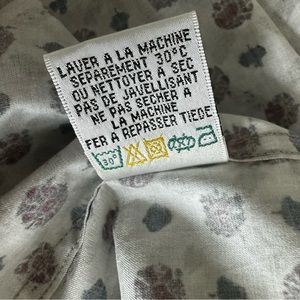 LAVER A LA MACHINE
SEPAREMENT 30°C
OU NETTOYER A SEC
PAS DE JAVELLISANT
NE PAS SECHER A
LA MACHINE
FER A REPASSER TIEDE
30°